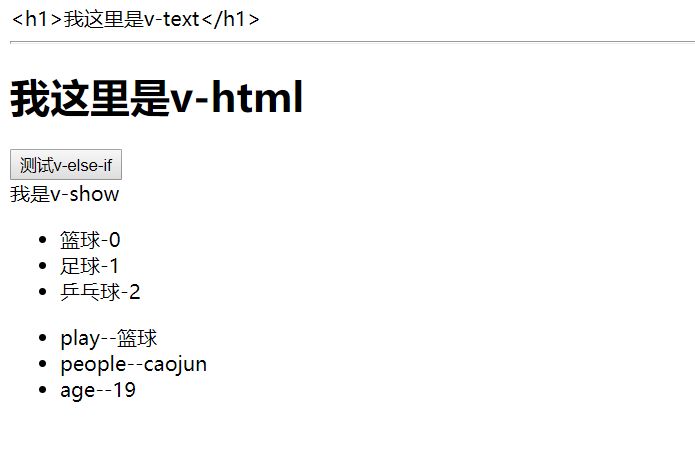 <h1>我这里是v-text</h1>
我这里是v-html
测试v-else-if
我是v-show
篮球-0
足球-1
乒乓球-2
play--篮球
people--caojun
age--19